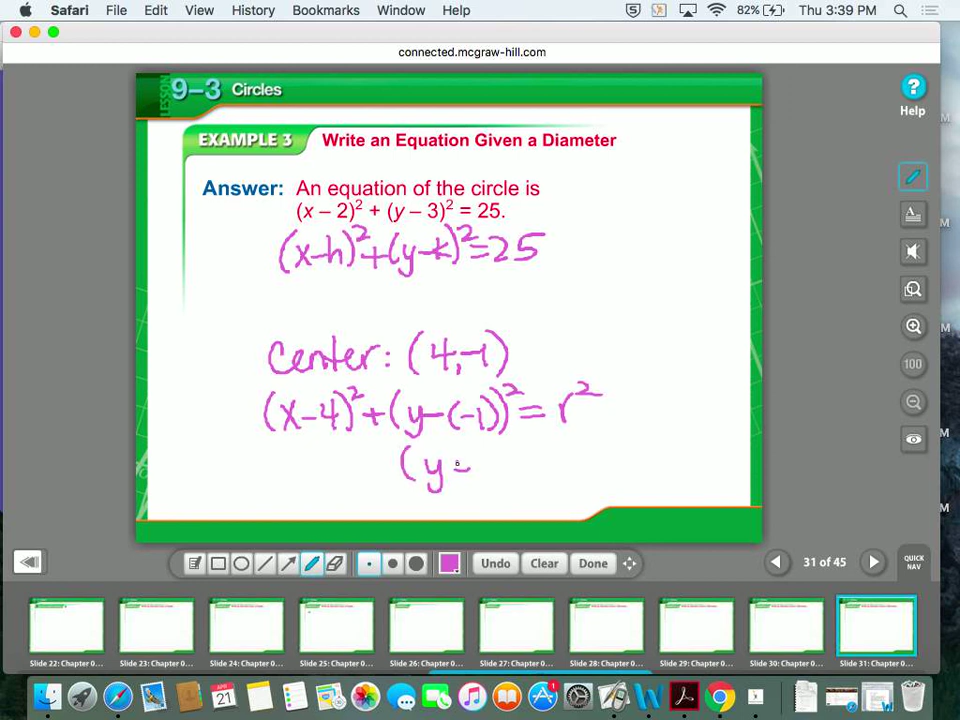 Safari File Edit View History Bookmarks Window Help 5 82% Thu 3:39 PM
connected.mcgraw-hill.com
LESSON 9–3 Circles
Help
EXAMPLE 3 Write an Equation Given a Diameter
Answer: An equation of the circle is
(x – 2)² + (y – 3)² = 25.
(x-h)²+(y-k)²=25
Center: (4,-1)
(x-4)²+(y-(-1))²= r²
(y -
100
Undo Clear Done 31 of 45 QUICK NAV
Slide 22: Chapter 0... Slide 23: Chapter 0... Slide 24: Chapter 0... Slide 25: Chapter 0... Slide 26: Chapter 0... Slide 27: Chapter 0... Slide 28: Chapter 0... Slide 29: Chapter 0... Slide 30: Chapter 0... Slide 31: Chapter 0...
APR 21